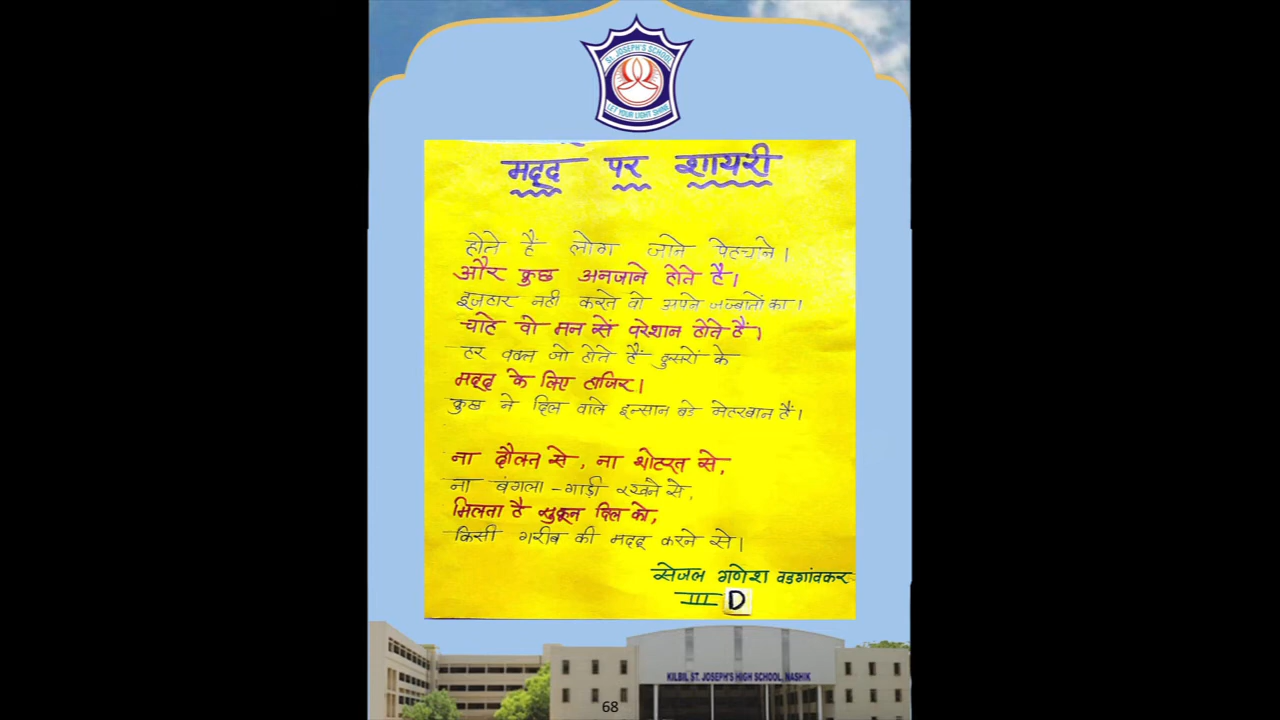 ST. JOSEPH'S SCHOOL
LET YOUR LIGHT SHINE
मदद पर शायरी
होते हैं लोग जाने पेहचाने।
और कुछ अनजाने होते है।
इजहार नही करते वो अपने जज्बातों का।
चाहे वो मन सें परेशान होते हैं।
हर वक्त जो होते हैं दुसरों के
मदद के लिए हाजिर।
कुछ ने दिल वाले इन्सान बडे मेहरबान हैं।
ना दौलत से, ना शोहरत से,
ना बंगला-गाड़ी रखने से,
मिलता है सुकून दिल को,
किसी गरीब की मदद करने से।
सेजल गणेश वडगांवकर
III D
KILBIL ST. JOSEPH'S HIGH SCHOOL, NASHIK
68